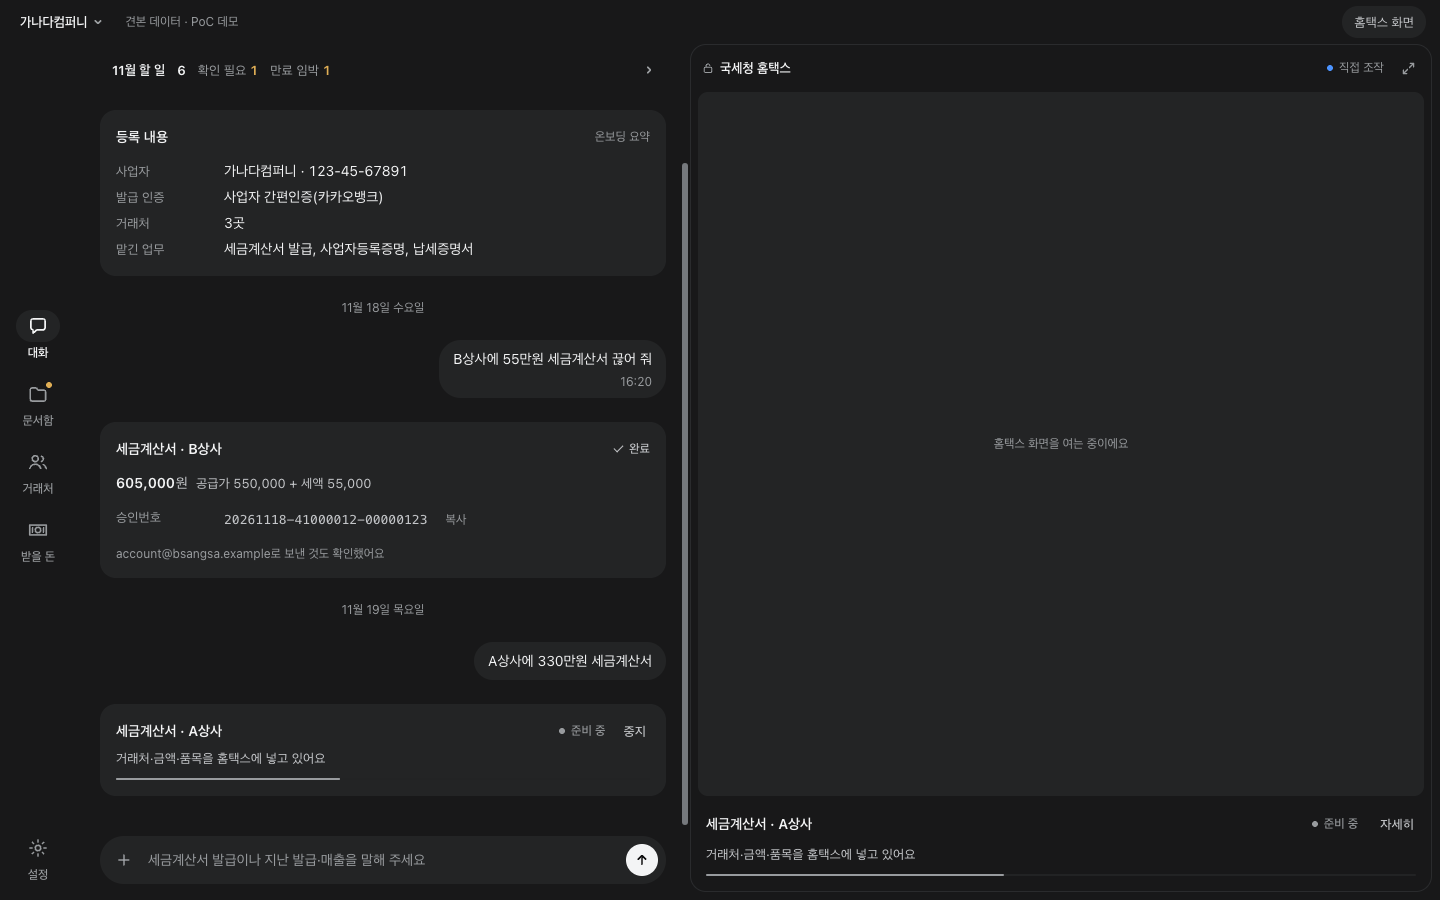 가나다컴퍼니
견본 데이터 · PoC 데모
홈택스 화면
11월 할 일 6 확인 필요 1 만료 임박 1
등록 내용
온보딩 요약
사업자 가나다컴퍼니 · 123-45-67891
발급 인증 사업자 간편인증(카카오뱅크)
거래처 3곳
맡긴 업무 세금계산서 발급, 사업자등록증명, 납세증명서
11월 18일 수요일
B상사에 55만원 세금계산서 끊어 줘
16:20
세금계산서 · B상사
완료
605,000원 공급가 550,000 + 세액 55,000
승인번호 20261118-41000012-00000123 복사
account@bsangsa.example로 보낸 것도 확인했어요
11월 19일 목요일
A상사에 330만원 세금계산서
세금계산서 · A상사
준비 중 중지
거래처·금액·품목을 홈택스에 넣고 있어요
세금계산서 발급이나 지난 발급·매출을 말해 주세요
대화
문서함
거래처
받을 돈
설정
국세청 홈택스
직접 조작
홈택스 화면을 여는 중이에요
세금계산서 · A상사
준비 중 자세히
거래처·금액·품목을 홈택스에 넣고 있어요